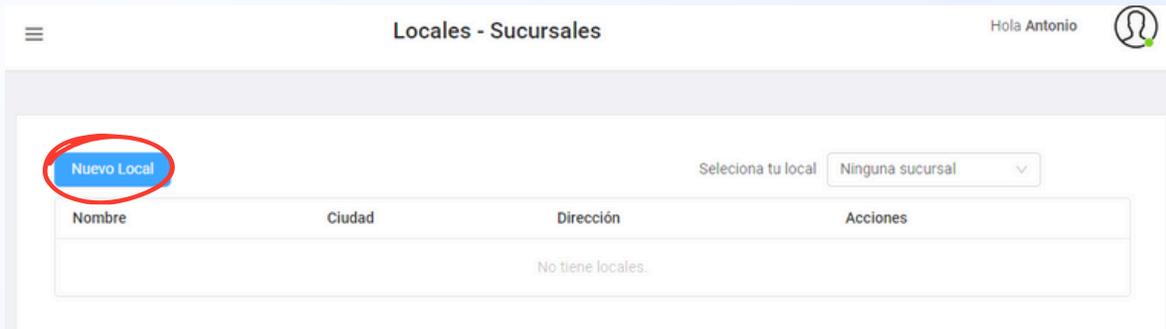 Locales - Sucursales
Hola Antonio
Nuevo Local
Seleciona tu local
Ninguna sucursal
Nombre Ciudad Dirección Acciones
No tiene locales.